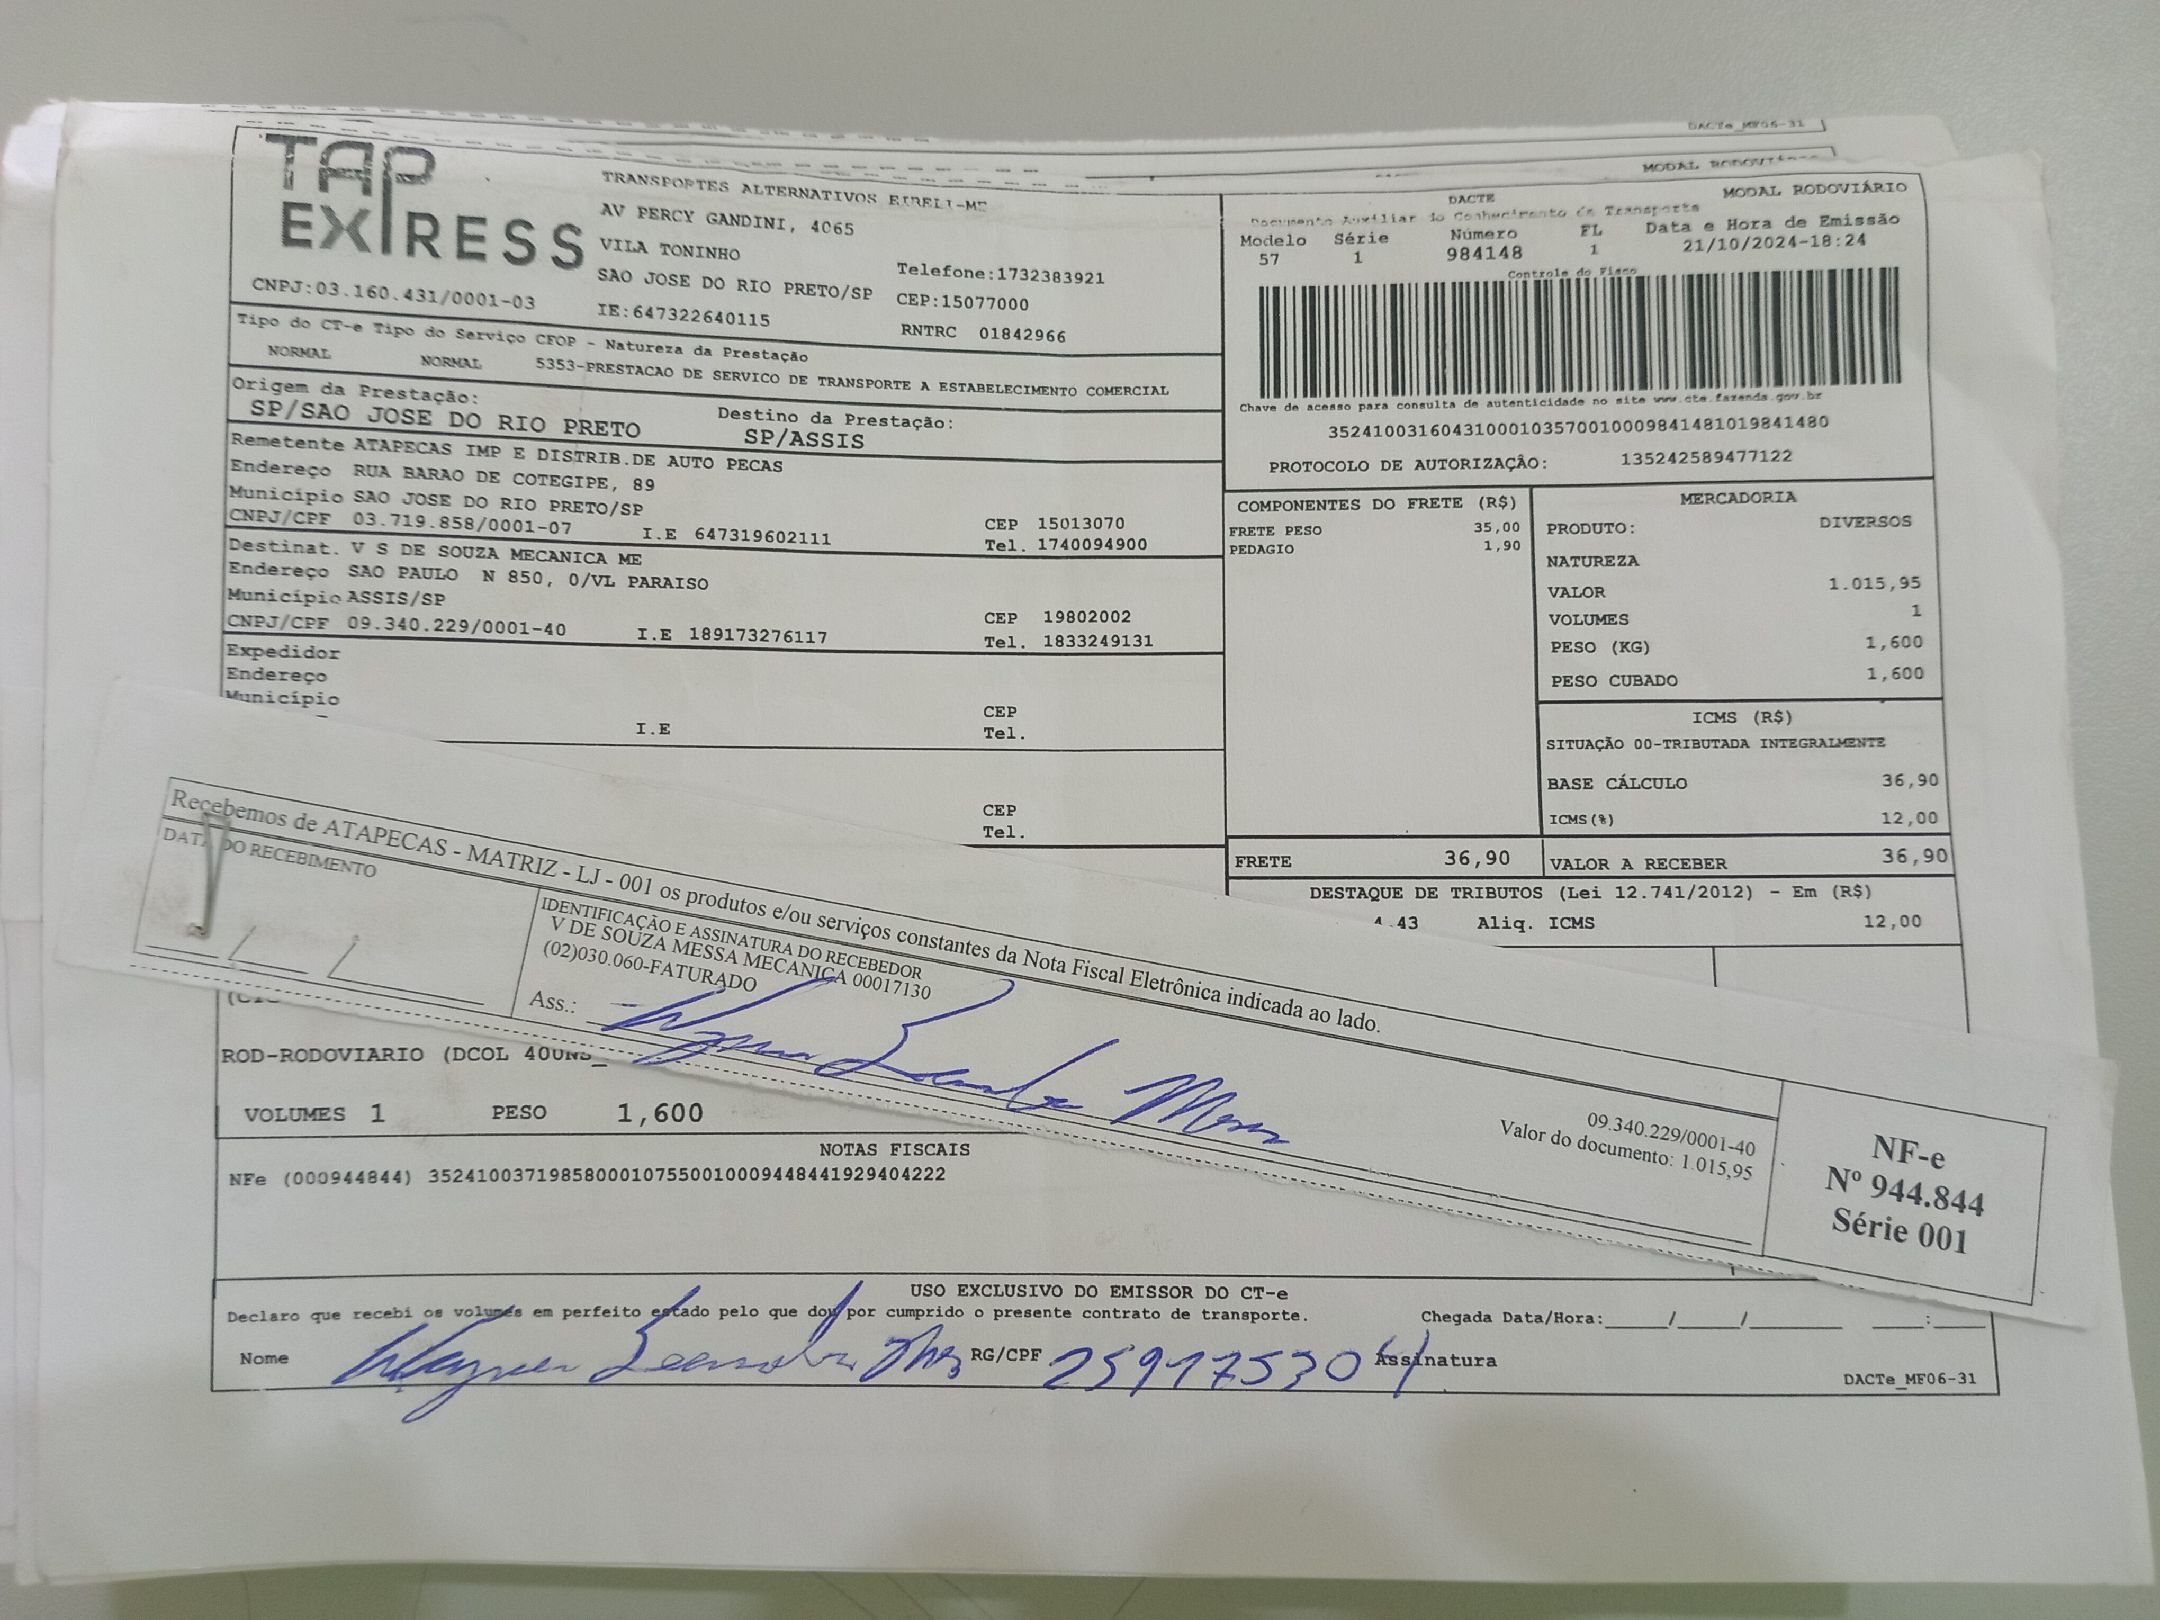 DACTe_MF06-31
MODAL RODOVIÁRIO
TAP EXPRESS
CNPJ:03.160.431/0001-03
TRANSPORTES ALTERNATIVOS EIRELI-ME
AV PERCY GANDINI, 4065
VILA TONINHO
SAO JOSE DO RIO PRETO/SP
IE:647322640115
Telefone:1732383921
CEP:15077000
RNTRC 01842966
DACTE MODAL RODOVIÁRIO
Documento Auxiliar do Conhecimento de Transporte
Modelo Série Número FL Data e Hora de Emissão
57 1 984148 1 21/10/2024-18:24
Controle do Fisco
Chave de acesso para consulta de autenticidade no site www.cte.fazenda.gov.br
35241003160431000103570010009841481019841480
PROTOCOLO DE AUTORIZAÇÃO: 135242589477122
Tipo do CT-e Tipo do Serviço CFOP - Natureza da Prestação
NORMAL NORMAL 5353-PRESTACAO DE SERVICO DE TRANSPORTE A ESTABELECIMENTO COMERCIAL
Origem da Prestação: Destino da Prestação:
SP/SAO JOSE DO RIO PRETO SP/ASSIS
Remetente ATAPECAS IMP E DISTRIB.DE AUTO PECAS
Endereço RUA BARAO DE COTEGIPE, 89
Município SAO JOSE DO RIO PRETO/SP CEP 15013070
CNPJ/CPF 03.719.858/0001-07 I.E 647319602111 Tel. 1740094900
Destinat. V S DE SOUZA MECANICA ME
Endereço SAO PAULO N 850, 0/VL PARAISO
Município ASSIS/SP CEP 19802002
CNPJ/CPF 09.340.229/0001-40 I.E 189173276117 Tel. 1833249131
Expedidor
Endereço
Município CEP
I.E Tel.
CEP
Tel.
COMPONENTES DO FRETE (R$)
FRETE PESO 35,00
PEDAGIO 1,90
MERCADORIA
PRODUTO: DIVERSOS
NATUREZA
VALOR 1.015,95
VOLUMES 1
PESO (KG) 1,600
PESO CUBADO 1,600
ICMS (R$)
SITUAÇÃO 00-TRIBUTADA INTEGRALMENTE
BASE CÁLCULO 36,90
ICMS(%) 12,00
FRETE 36,90 VALOR A RECEBER 36,90
DESTAQUE DE TRIBUTOS (Lei 12.741/2012) - Em (R$)
4.43 Aliq. ICMS 12,00
Recebemos de ATAPECAS - MATRIZ - LJ - 001 os produtos e/ou serviços constantes da Nota Fiscal Eletrônica indicada ao lado.
DATA DO RECEBIMENTO
/ /
IDENTIFICAÇÃO E ASSINATURA DO RECEBEDOR
V DE SOUZA MESSA MECANICA 00017130
(02)030.060-FATURADO
Ass.:
09.340.229/0001-40
Valor do documento: 1.015,95
NF-e
Nº 944.844
Série 001
ROD-RODOVIARIO (DCOL 40UNS_
VOLUMES 1 PESO 1,600
NOTAS FISCAIS
NFe (000944844) 35241003719858000107550010009448441929404222
USO EXCLUSIVO DO EMISSOR DO CT-e
Declaro que recebi os volumes em perfeito estado pelo que dou por cumprido o presente contrato de transporte. Chegada Data/Hora:_____/_____/_______ ____:____
Nome RG/CPF 259175304 Assinatura
DACTe_MF06-31